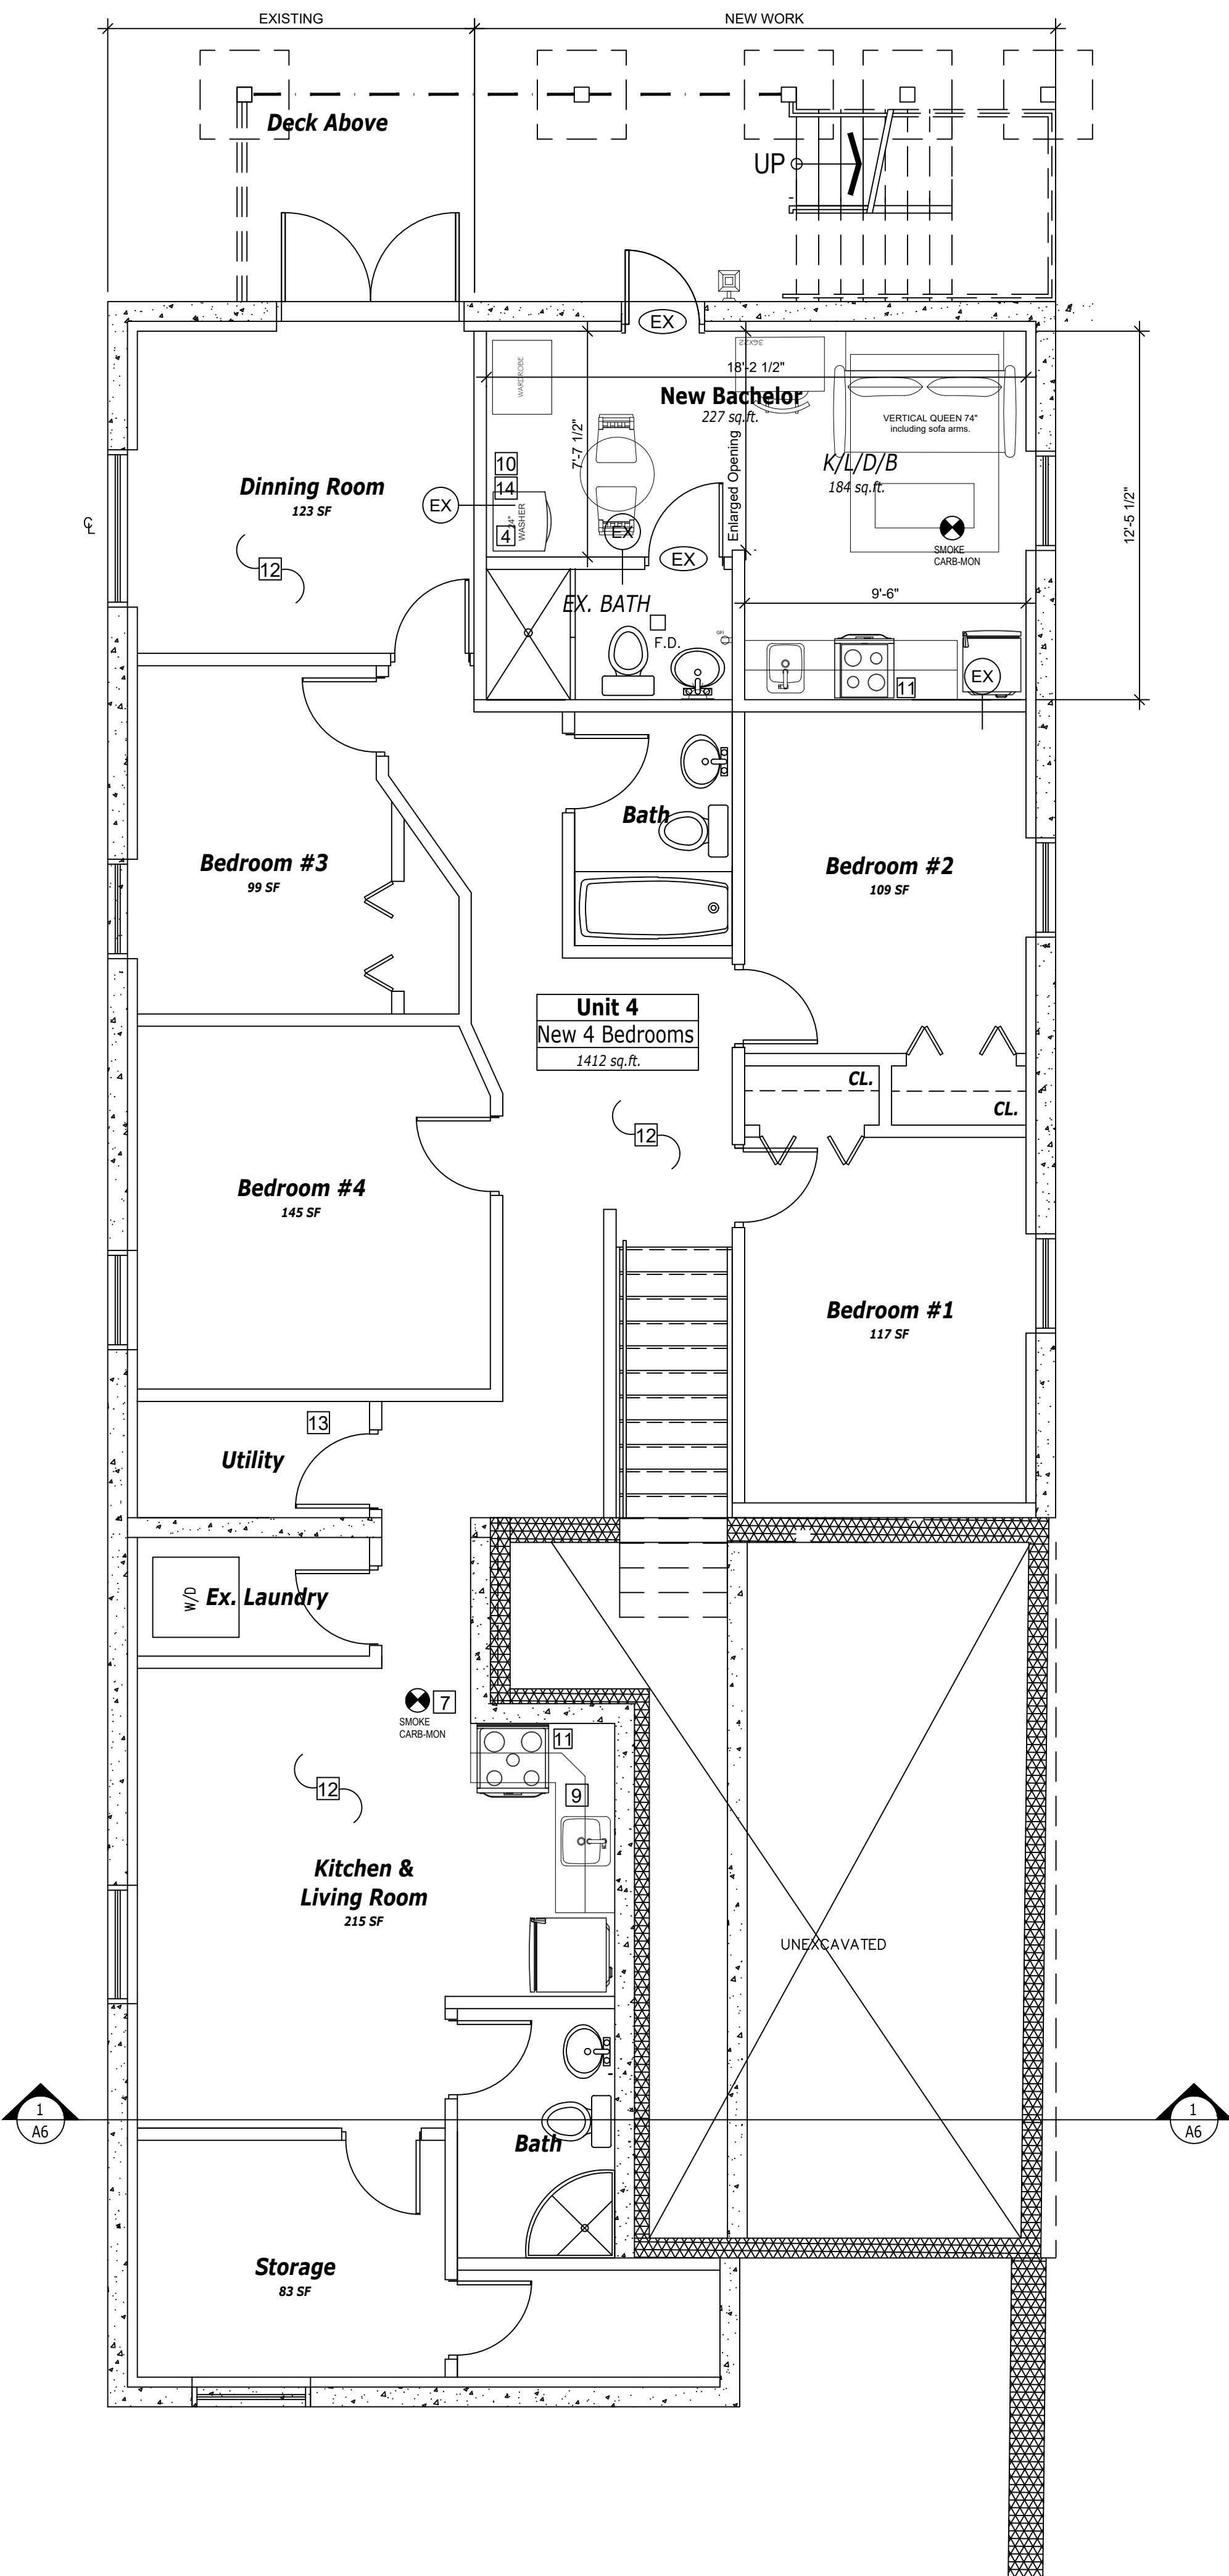 EXISTING
NEW WORK
Deck Above
UP
EX
36X22
18'-2 1/2"
New Bachelor
227 sq.ft.
WARDROBE
7'-7 1/2"
Enlarged Opening
VERTICAL QUEEN 74"
including sofa arms.
K/L/D/B
184 sq.ft.
10
14
4
24"
WASHER
EX
EX
EX
Dinning Room
123 SF
12
SMOKE
CARB-MON
12'-5 1/2"
CL
9'-6"
EX. BATH
F.D.
GFI
EX
11
Bath
Bedroom #3
99 SF
Bedroom #2
109 SF
Unit 4
New 4 Bedrooms
1412 sq.ft.
CL.
CL.
12
Bedroom #4
145 SF
Bedroom #1
117 SF
13
Utility
W/D
Ex. Laundry
7
SMOKE
CARB-MON
11
12
9
Kitchen &
Living Room
215 SF
UNEXCAVATED
1
A6
1
A6
Bath
Storage
83 SF